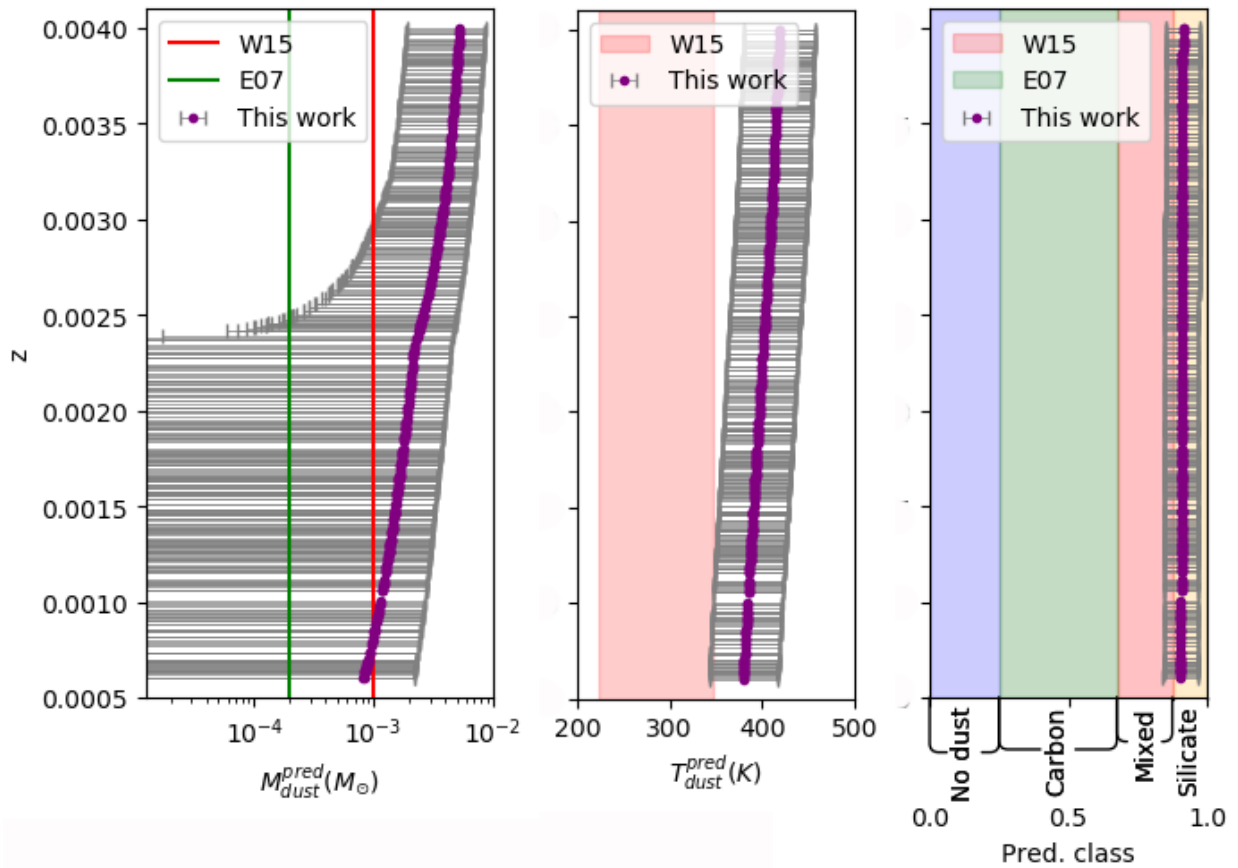 z
0.0040
0.0035
0.0030
0.0025
0.0020
0.0015
0.0010
0.0005
W15
E07
This work
10⁻⁴
10⁻³
10⁻²
M_dust^pred (M_⊙)
W15
This work
200
300
400
500
T_dust^pred (K)
W15
E07
This work
No dust
Carbon
Mixed
Silicate
0.0
0.5
1.0
Pred. class